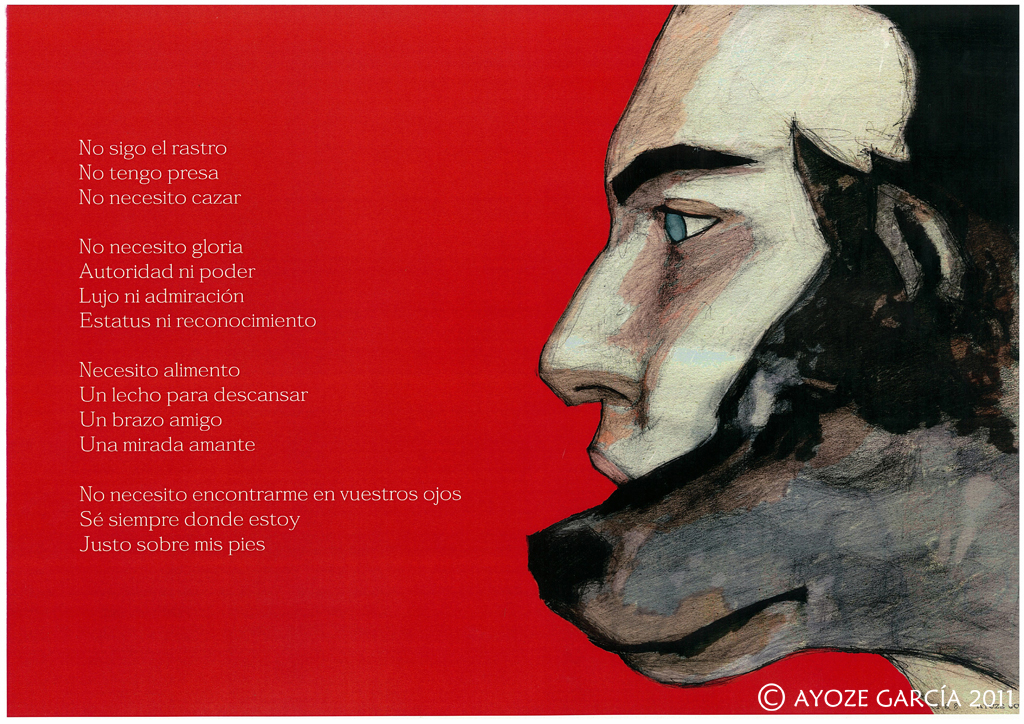 No sigo el rastro
No tengo presa
No necesito cazar
No necesito gloria
Autoridad ni poder
Lujo ni admiración
Estatus ni reconocimiento
Necesito alimento
Un lecho para descansar
Un brazo amigo
Una mirada amante
No necesito encontrarme en vuestros ojos
Sé siempre donde estoy
Justo sobre mis pies
© AYOZE GARCÍA 2011